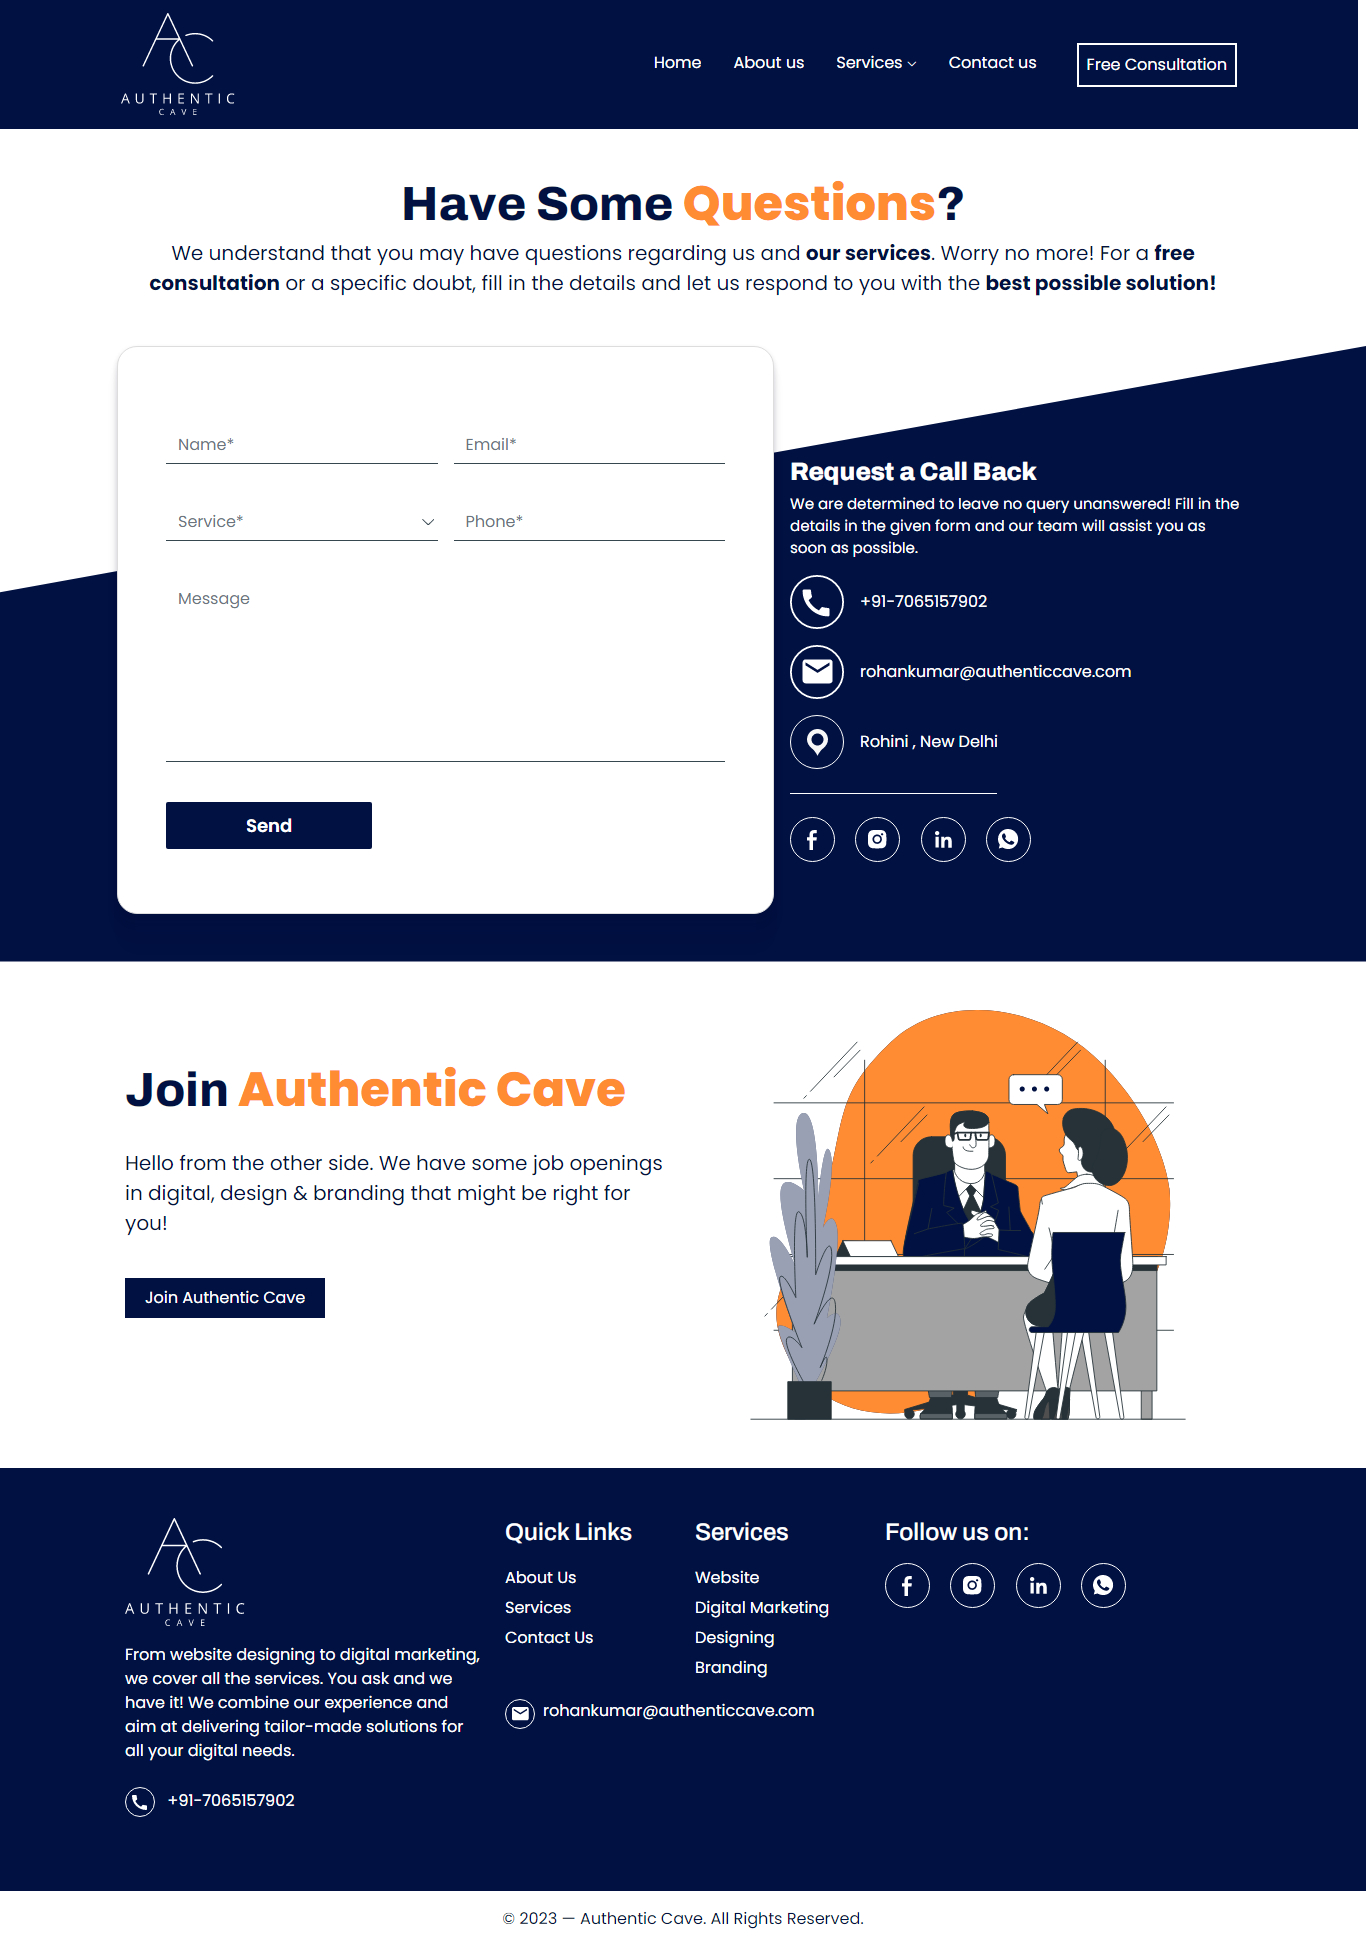 AUTHENTIC
CAVE
Home
About us
Services
Contact us
Free Consultation
Have Some Questions?
We understand that you may have questions regarding us and our services. Worry no more! For a free
consultation or a specific doubt, fill in the details and let us respond to you with the best possible solution!
Name*
Email*
Service*
Phone*
Message
Send
Request a Call Back
We are determined to leave no query unanswered! Fill in the
details in the given form and our team will assist you as
soon as possible.
+91-7065157902
rohankumar@authenticcave.com
Rohini , New Delhi
Join Authentic Cave
Hello from the other side. We have some job openings
in digital, design & branding that might be right for
you!
Join Authentic Cave
AUTHENTIC
CAVE
From website designing to digital marketing,
we cover all the services. You ask and we
have it! We combine our experience and
aim at delivering tailor-made solutions for
all your digital needs.
+91-7065157902
Quick Links
About Us
Services
Contact Us
Services
Website
Digital Marketing
Designing
Branding
rohankumar@authenticcave.com
Follow us on:
© 2023 — Authentic Cave. All Rights Reserved.